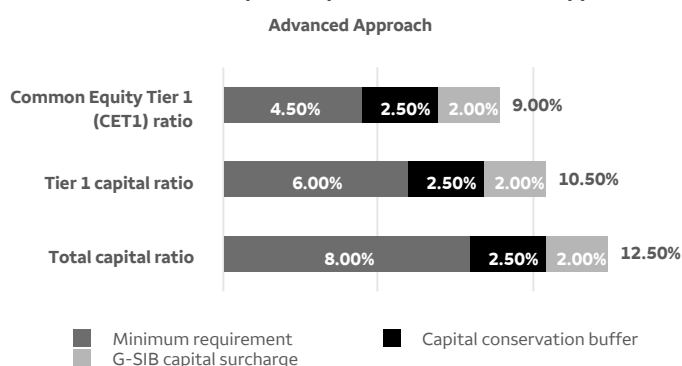 Advanced Approach
Common Equity Tier 1
(CET1) ratio
4.50% 2.50% 2.00% 9.00%
Tier 1 capital ratio
6.00% 2.50% 2.00% 10.50%
Total capital ratio
8.00% 2.50% 2.00% 12.50%
Minimum requirement
Capital conservation buffer
G-SIB capital surcharge